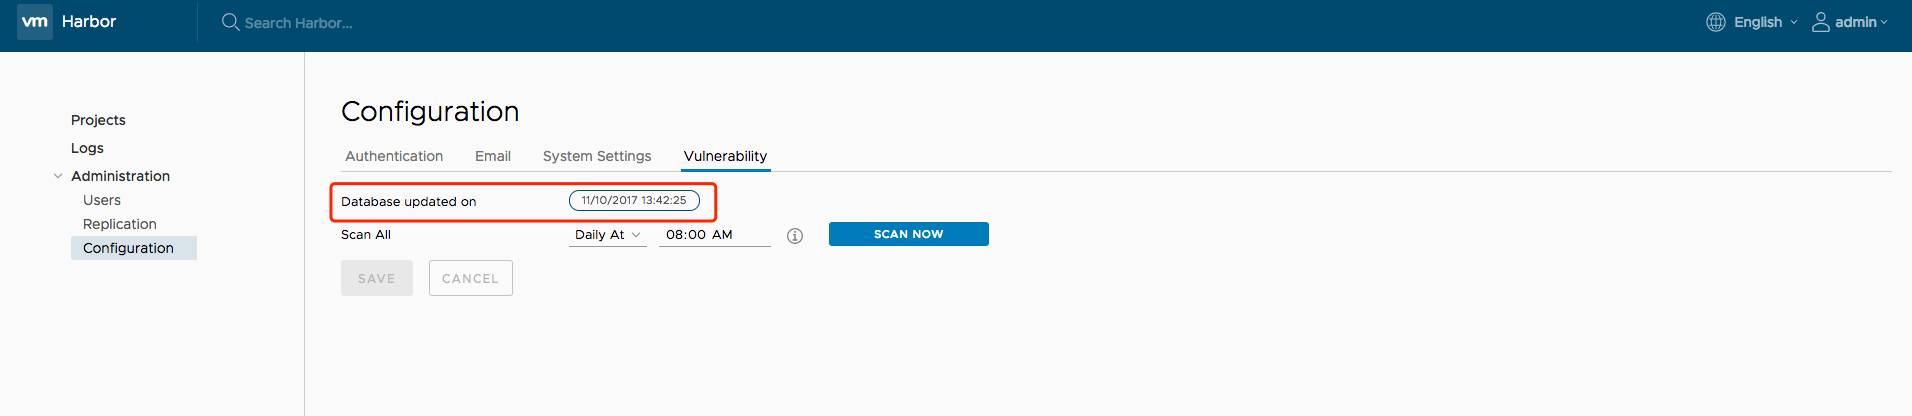 vm Harbor Search Harbor... English admin
Projects
Logs
Administration
Users
Replication
Configuration
Configuration
Authentication Email System Settings Vulnerability
Database updated on 11/10/2017 13:42:25
Scan All Daily At 08:00 AM SCAN NOW
SAVE CANCEL